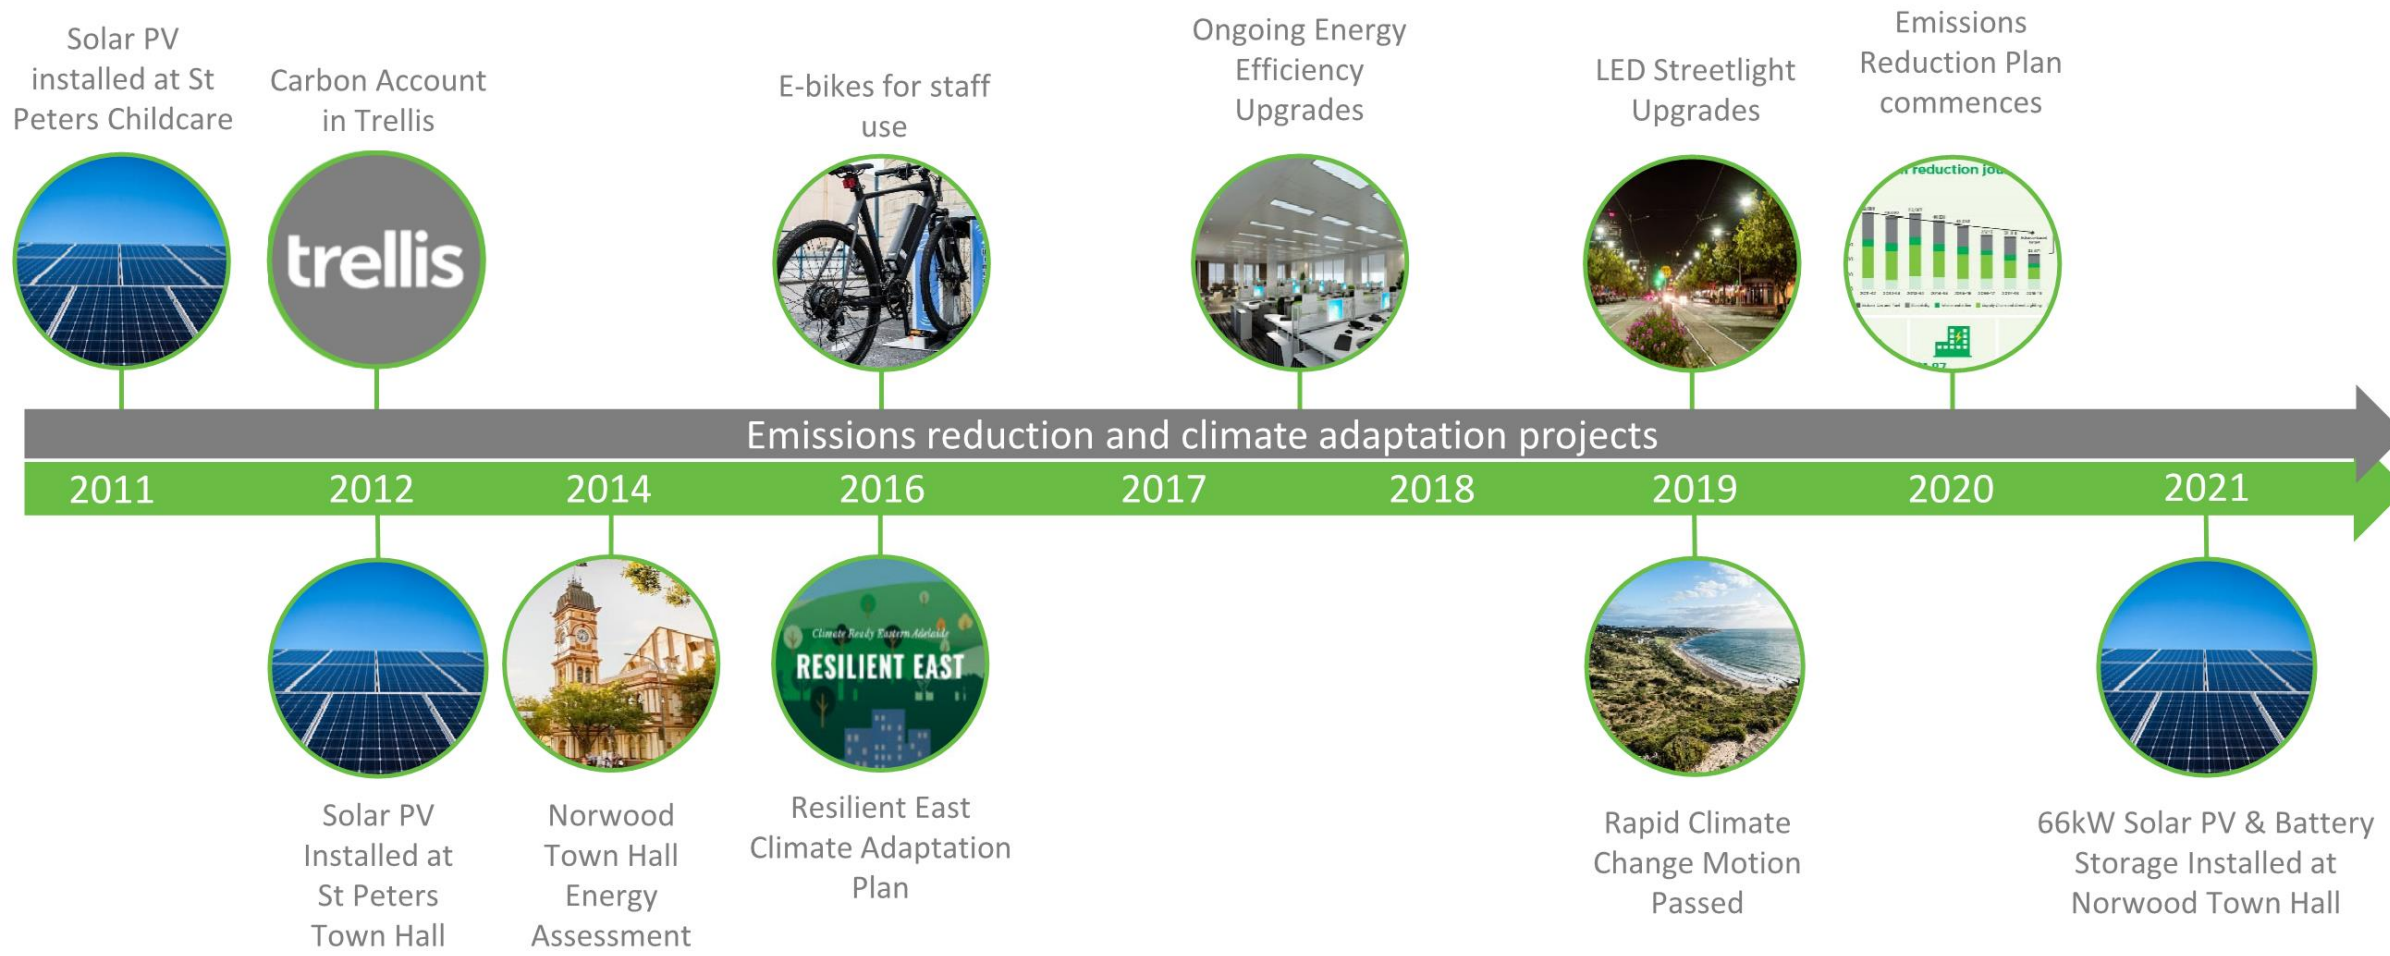 Solar PV
installed at St
Peters Childcare
Carbon Account
in Trellis
E-bikes for staff
use
Ongoing Energy
Efficiency
Upgrades
LED Streetlight
Upgrades
Emissions
Reduction Plan
commences
trellis
reduction
Emissions reduction and climate adaptation projects
2011 2012 2014 2016 2017 2018 2019 2020 2021
Climate Ready Eastern Adelaide
RESILIENT EAST
Solar PV
Installed at
St Peters
Town Hall
Norwood
Town Hall
Energy
Assessment
Resilient East
Climate Adaptation
Plan
Rapid Climate
Change Motion
Passed
66kW Solar PV & Battery
Storage Installed at
Norwood Town Hall